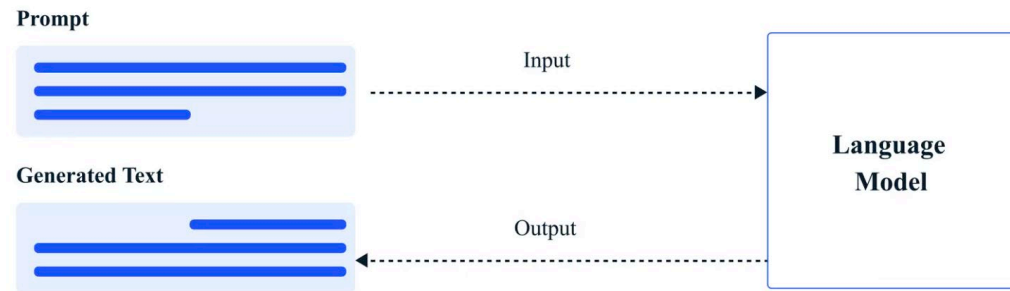 Prompt
Input
Language
Model
Generated Text
Output